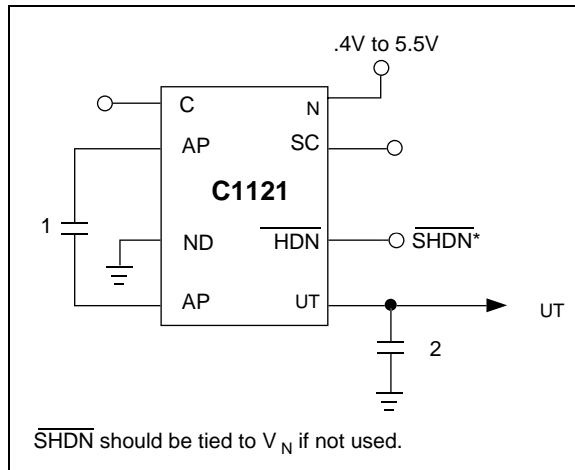 .4V to 5.5V
C
N
AP
SC
C1121
1
ND
HDN
SHDN*
AP
UT
UT
2
SHDN should be tied to V N if not used.